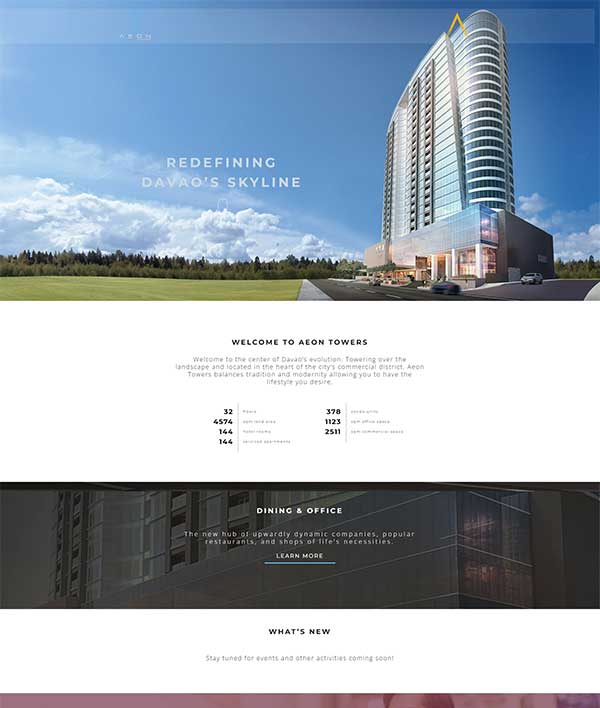 AEON
REDEFINING
DAVAO'S SKYLINE
WELCOME TO AEON TOWERS
Welcome to the center of Davao's evolution. Towering over the
landscape and located in the heart of the city's commercial district, Aeon
Towers balances tradition and modernity allowing you to have the
lifestyle you desire.
32 floors
4574 sqm land area
144 hotel rooms
144 serviced apartments
378 condo units
1123 sqm office space
2511 sqm commercial space
DINING & OFFICE
The new hub of upwardly dynamic companies, popular
restaurants, and shops of life's necessities.
LEARN MORE
WHAT'S NEW
Stay tuned for events and other activities coming soon!